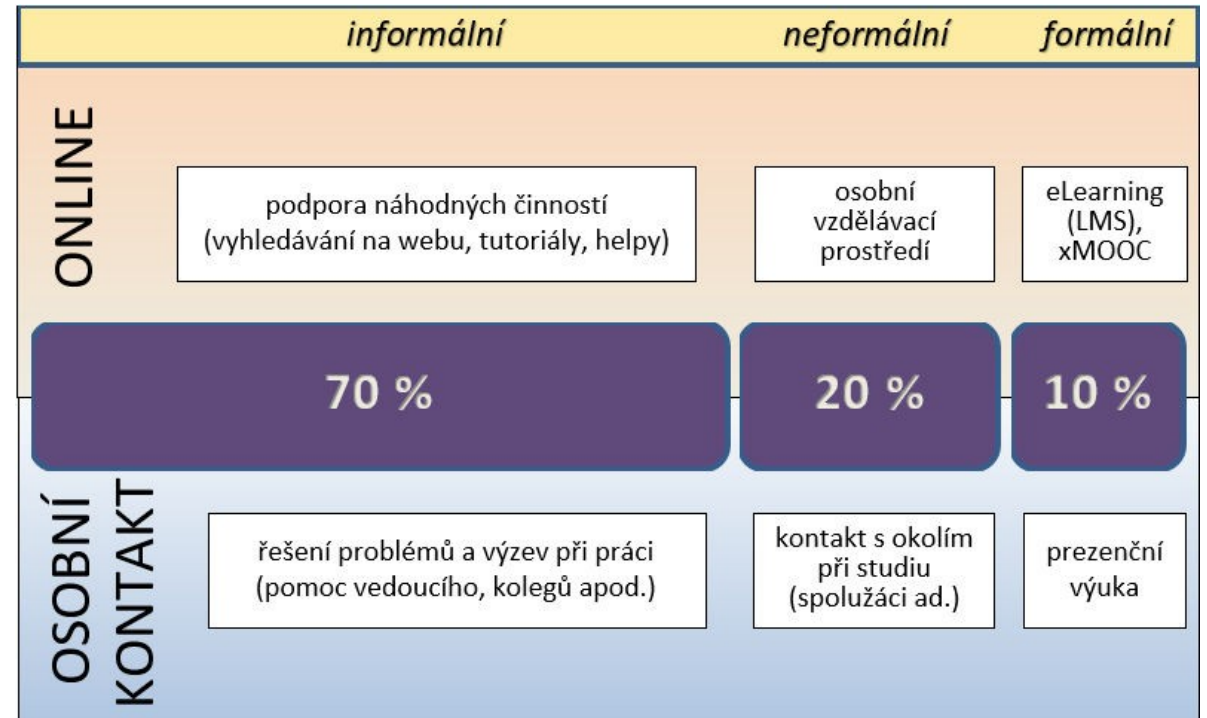 informální
neformální
formální
ONLINE
podpora náhodných činností
(vyhledávání na webu, tutoriály, helpy)
osobní
vzdělávací
prostředí
eLearning
(LMS),
xMOOC
70 %
20 %
10 %
OSOBNÍ
KONTAKT
řešení problémů a výzev při práci
(pomoc vedoucího, kolegů apod.)
kontakt s okolím
při studiu
(spolužáci ad.)
prezenční
výuka